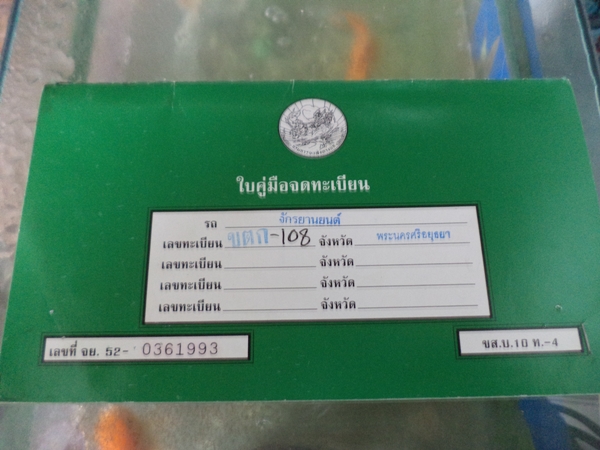 ใบคู่มือจดทะเบียน
รถ จักรยานยนต์
เลขทะเบียน ขตก-108 จังหวัด พระนครศรีอยุธยา
เลขทะเบียน จังหวัด
เลขทะเบียน จังหวัด
เลขทะเบียน จังหวัด
เลขที่ จย. 52- 0361993
ขส.บ.10 ท.-4